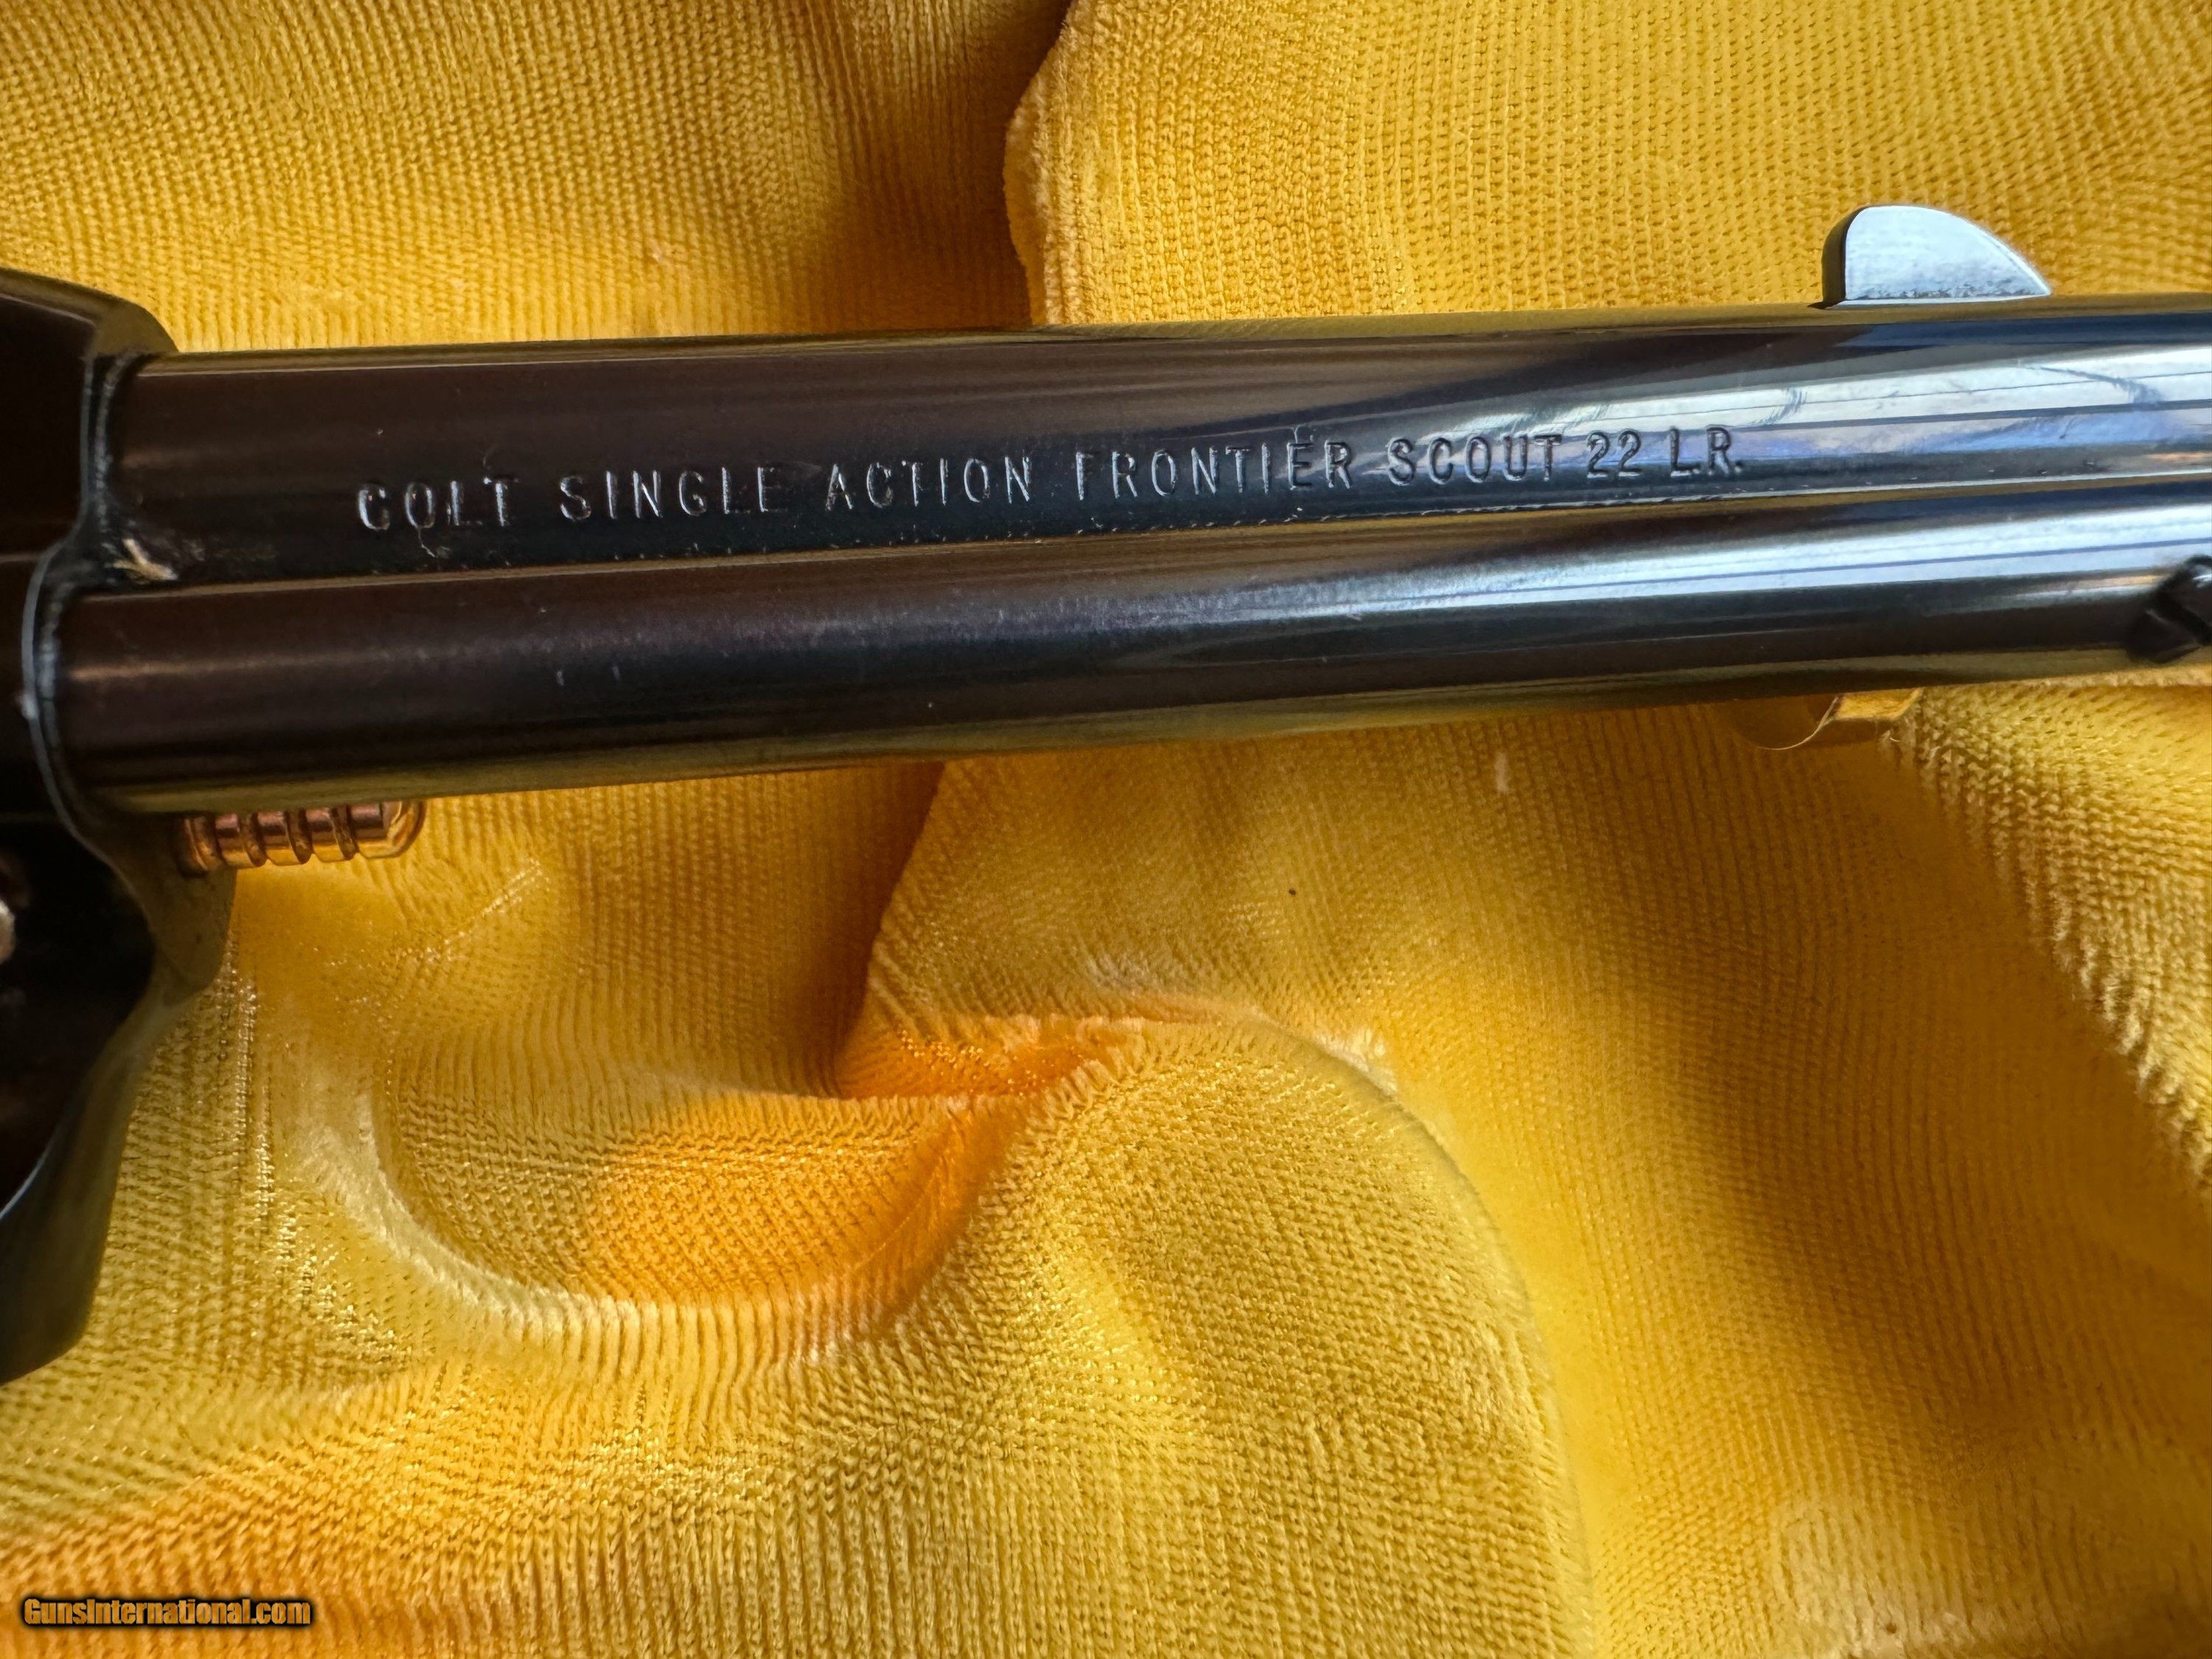 COLT SINGLE ACTION FRONTIER SCOUT 22 L.R.
GunsInternational.com